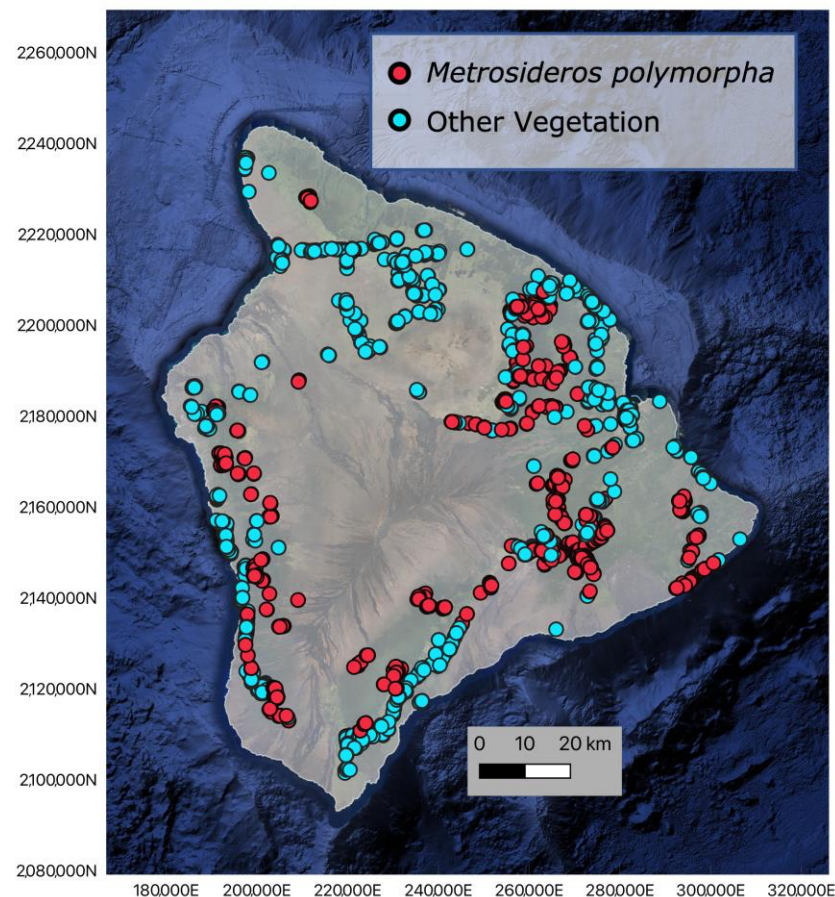 2260,000N
Metrosideros polymorpha
Other Vegetation
2,240,000N
2,220,000N
2,200,000N
2,180,000N
2,160,000N
2,140,000N
2,120,000N
2,100,000N
2,080,000N
0 10 20 km
180,000E 200,000E 220,000E 240,000E 260,000E 280,000E 300,000E 320,000E